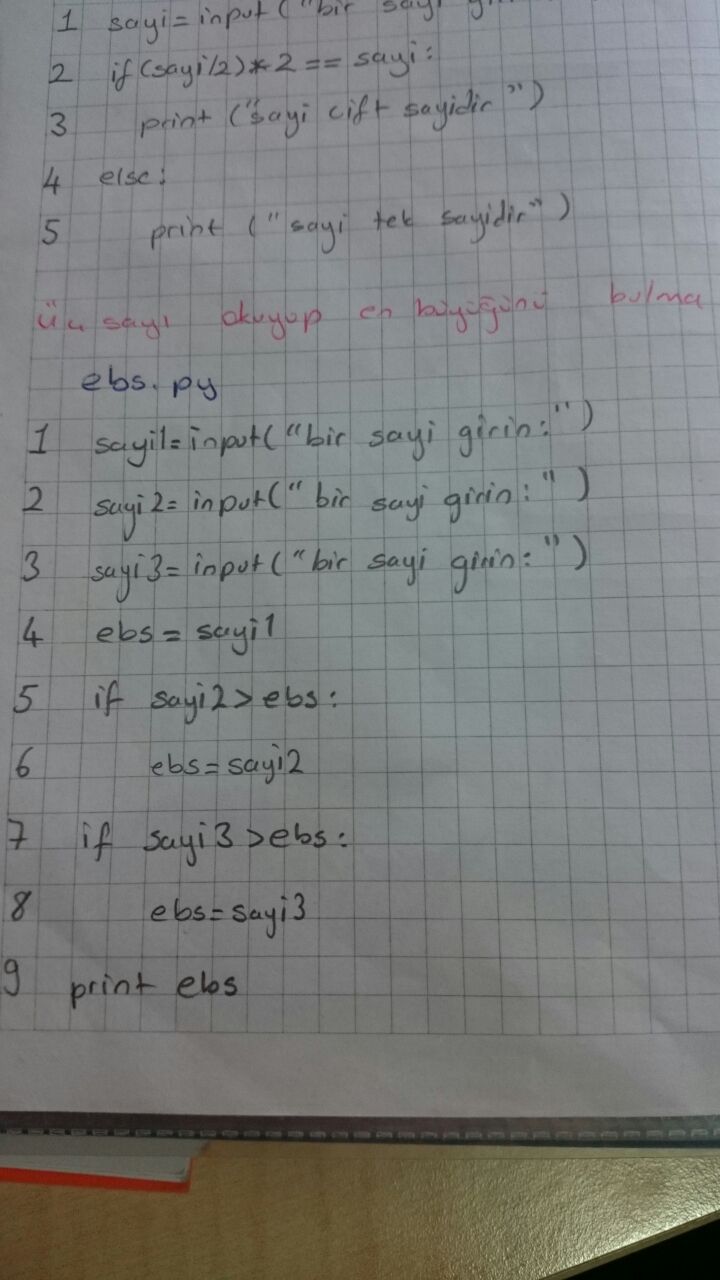 1 sayi=input("bir sayi
2 if(sayi/2)*2 == sayi:
3 print ("sayi cift sayidir")
4 else:
5 print ("sayi tek sayidir")
sayı okuyup en büyüğünü bulma
ebs.py
1 sayi1=input("bir sayi girin:")
2 sayi2=input("bir sayi girin:")
3 sayi3=input("bir sayi girin:")
4 ebs=sayi1
5 if sayi2>ebs:
6 ebs=sayi2
7 if sayi3>ebs:
8 ebs=sayi3
9 print ebs